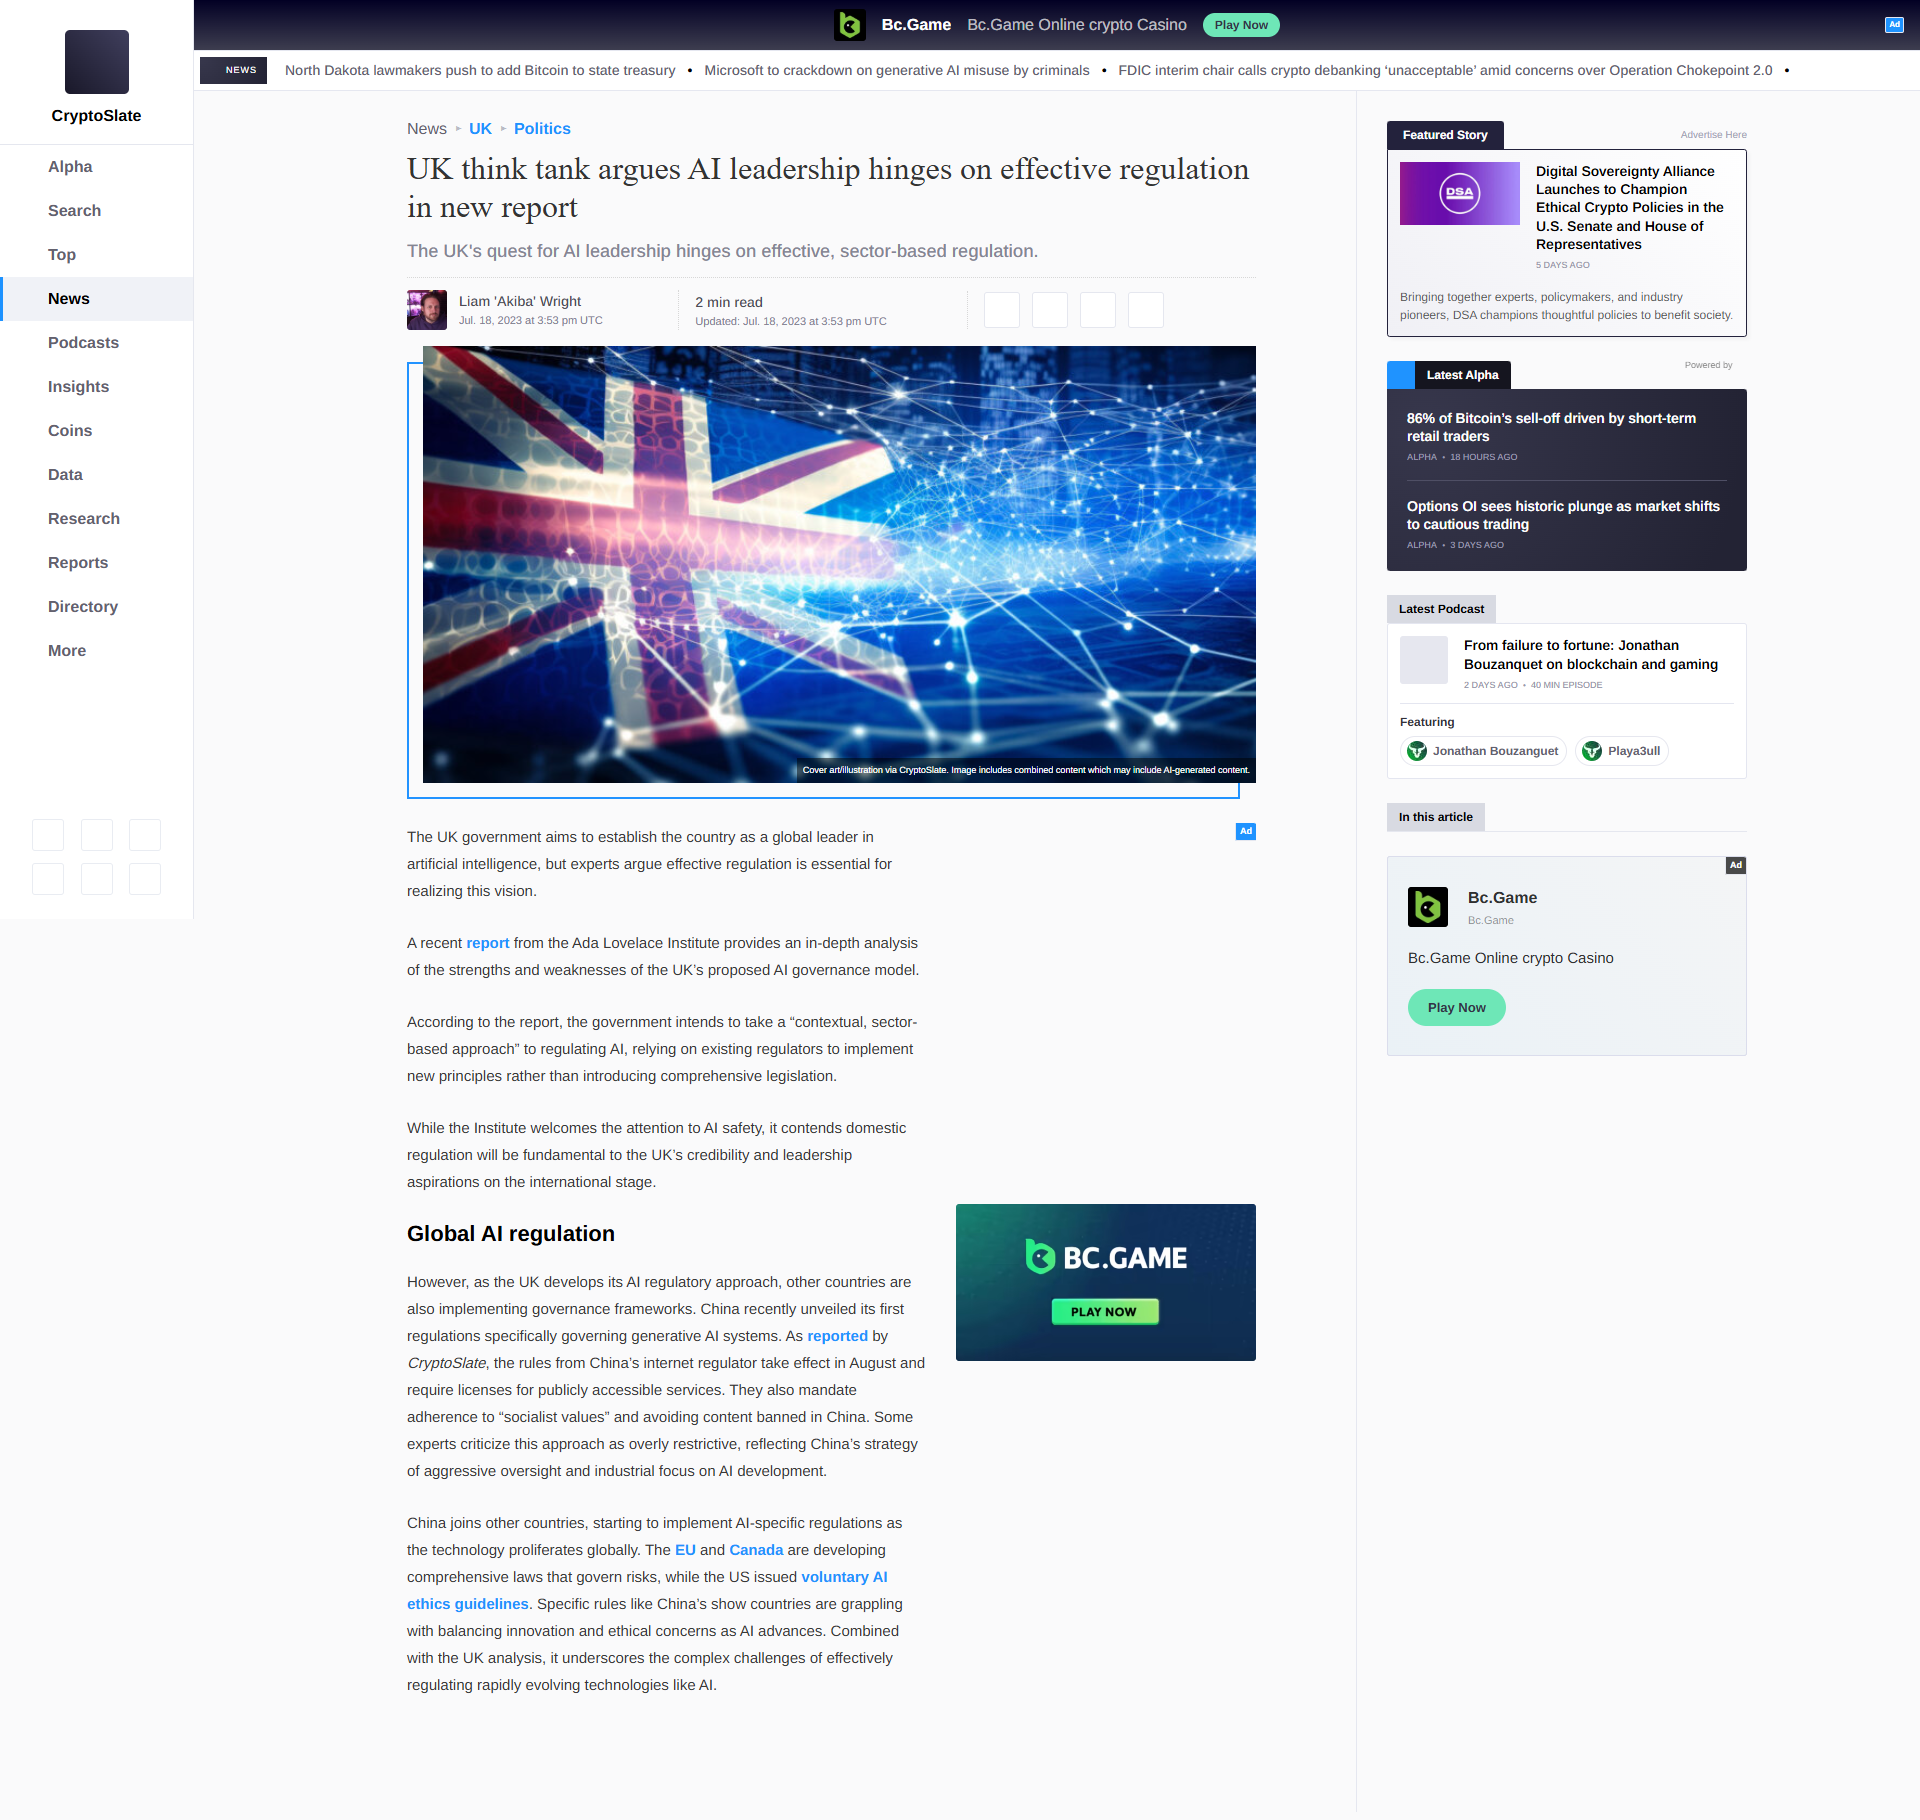 Bc.Game Bc.Game Online crypto Casino Play Now
Ad
CryptoSlate
Alpha
Search
Top
News
Podcasts
Insights
Coins
Data
Research
Reports
Directory
More
NEWS North Dakota lawmakers push to add Bitcoin to state treasury • Microsoft to crackdown on generative AI misuse by criminals • FDIC interim chair calls crypto debanking ‘unacceptable’ amid concerns over Operation Chokepoint 2.0 •
News ▸ UK ▸ Politics
UK think tank argues AI leadership hinges on effective regulation
in new report
The UK's quest for AI leadership hinges on effective, sector-based regulation.
Liam 'Akiba' Wright
Jul. 18, 2023 at 3:53 pm UTC
2 min read
Updated: Jul. 18, 2023 at 3:53 pm UTC
Cover art/illustration via CryptoSlate. Image includes combined content which may include AI-generated content.
The UK government aims to establish the country as a global leader in
artificial intelligence, but experts argue effective regulation is essential for
realizing this vision.
A recent report from the Ada Lovelace Institute provides an in-depth analysis
of the strengths and weaknesses of the UK’s proposed AI governance model.
According to the report, the government intends to take a “contextual, sector-
based approach” to regulating AI, relying on existing regulators to implement
new principles rather than introducing comprehensive legislation.
While the Institute welcomes the attention to AI safety, it contends domestic
regulation will be fundamental to the UK’s credibility and leadership
aspirations on the international stage.
Global AI regulation
However, as the UK develops its AI regulatory approach, other countries are
also implementing governance frameworks. China recently unveiled its first
regulations specifically governing generative AI systems. As reported by
CryptoSlate, the rules from China’s internet regulator take effect in August and
require licenses for publicly accessible services. They also mandate
adherence to “socialist values” and avoiding content banned in China. Some
experts criticize this approach as overly restrictive, reflecting China’s strategy
of aggressive oversight and industrial focus on AI development.
China joins other countries, starting to implement AI-specific regulations as
the technology proliferates globally. The EU and Canada are developing
comprehensive laws that govern risks, while the US issued voluntary AI
ethics guidelines. Specific rules like China’s show countries are grappling
with balancing innovation and ethical concerns as AI advances. Combined
with the UK analysis, it underscores the complex challenges of effectively
regulating rapidly evolving technologies like AI.
Ad
BC.GAME
PLAY NOW
Featured Story
Advertise Here
DSA
Digital Sovereignty Alliance
Launches to Champion
Ethical Crypto Policies in the
U.S. Senate and House of
Representatives
5 DAYS AGO
Bringing together experts, policymakers, and industry
pioneers, DSA champions thoughtful policies to benefit society.
Latest Alpha
Powered by
86% of Bitcoin’s sell-off driven by short-term
retail traders
ALPHA • 18 HOURS AGO
Options OI sees historic plunge as market shifts
to cautious trading
ALPHA • 3 DAYS AGO
Latest Podcast
From failure to fortune: Jonathan
Bouzanquet on blockchain and gaming
2 DAYS AGO • 40 MIN EPISODE
Featuring
Jonathan Bouzanguet
Playa3ull
In this article
Ad
Bc.Game
Bc.Game
Bc.Game Online crypto Casino
Play Now